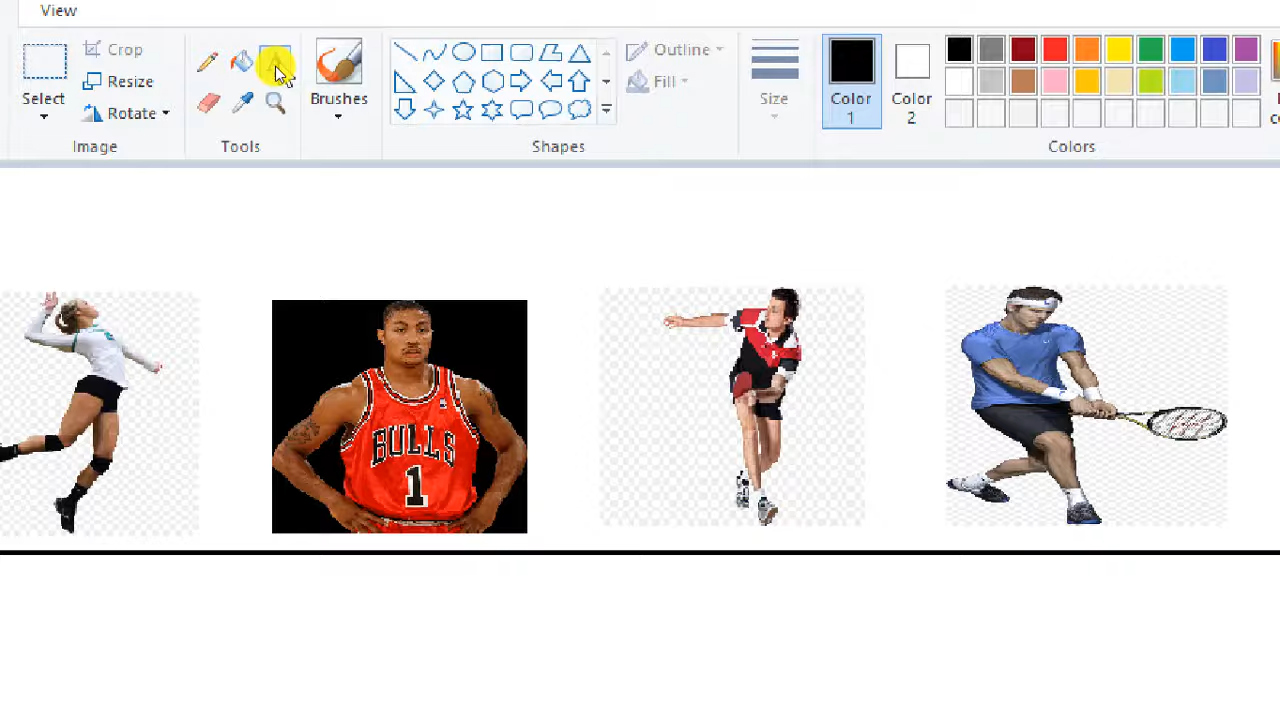 View
Crop
Resize
Rotate
Select
Image
Tools
Brushes
Shapes
Outline
Fill
Size
Color 1
Color 2
Colors
BULLS
1